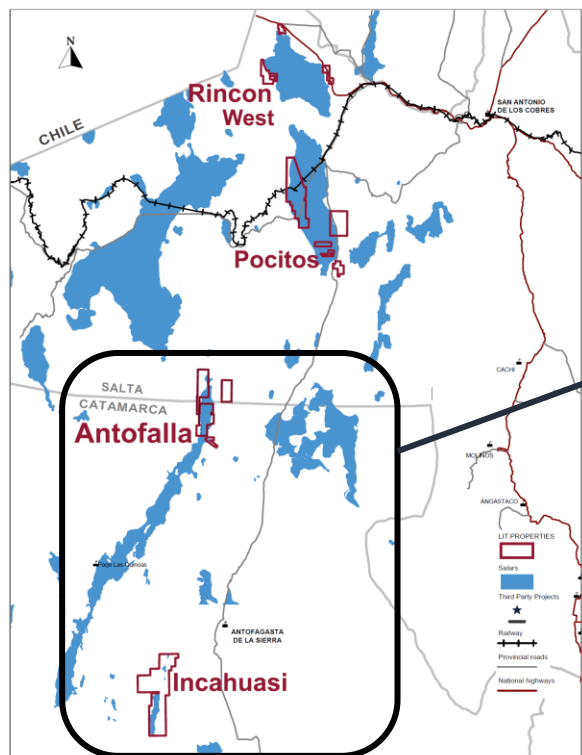 N
CHILE
Rincon
West
SAN ANTONIO
DE LOS COBRES
Pocitos
SALTA
CATAMARCA
CACHI
Antofalla
MOLINOS
ANGASTACO
LIT PROPERTIES
Salars
Third Party Projects
Railway
Provincial roads
National highways
ANTOFAGASTA
DE LA SIERRA
Incahuasi